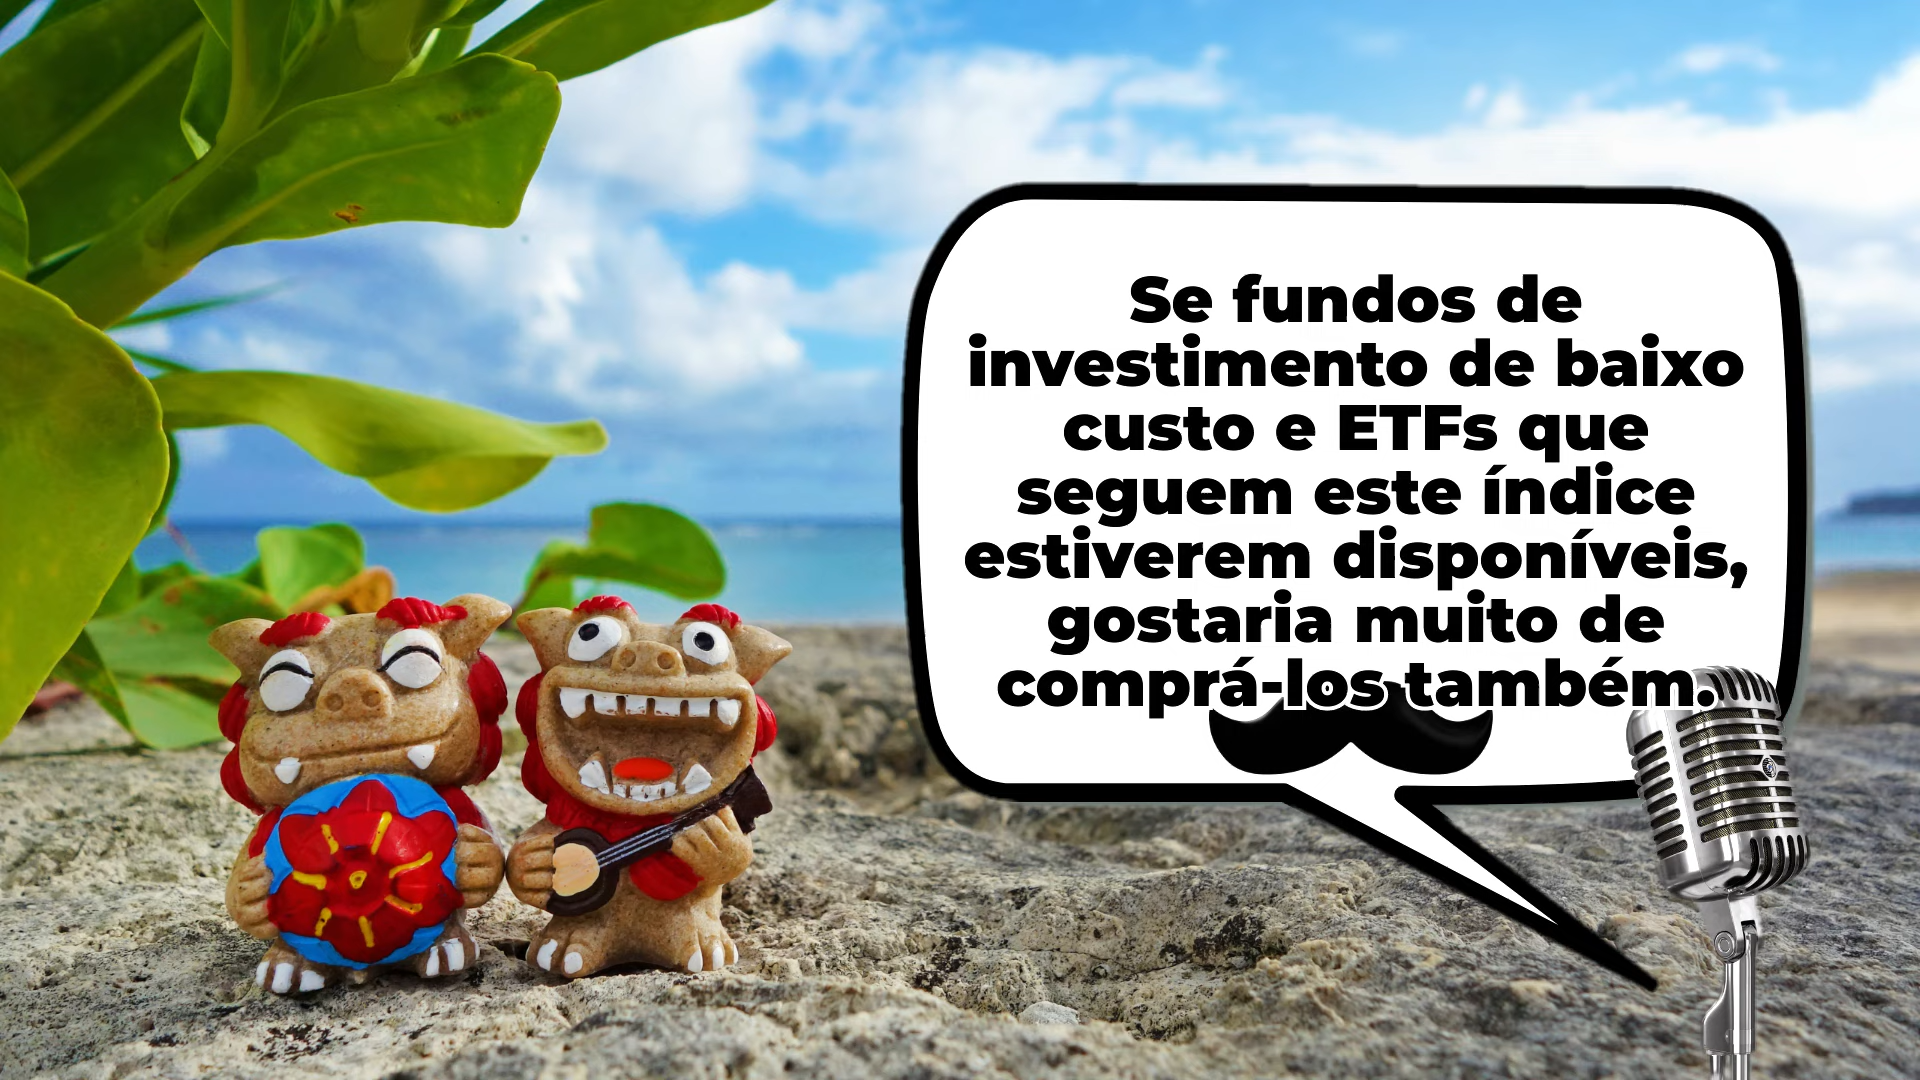 Se fundos de
investimento de baixo
custo e ETFs que
seguem este índice
estiverem disponíveis,
gostaria muito de
comprá-los também.